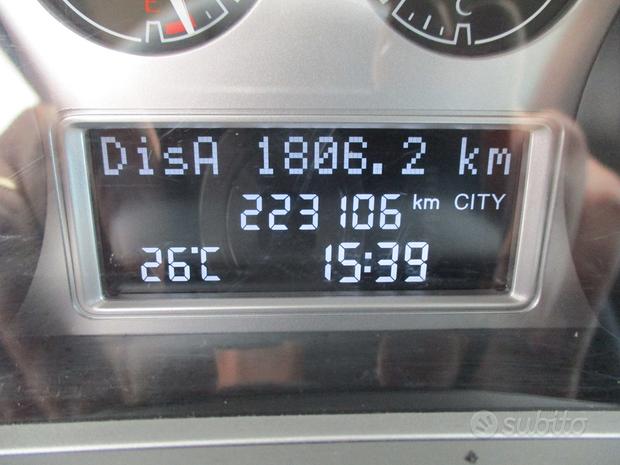 E
C
DisA 1806.2 km
223106 km CITY
26°C 15:39
subito